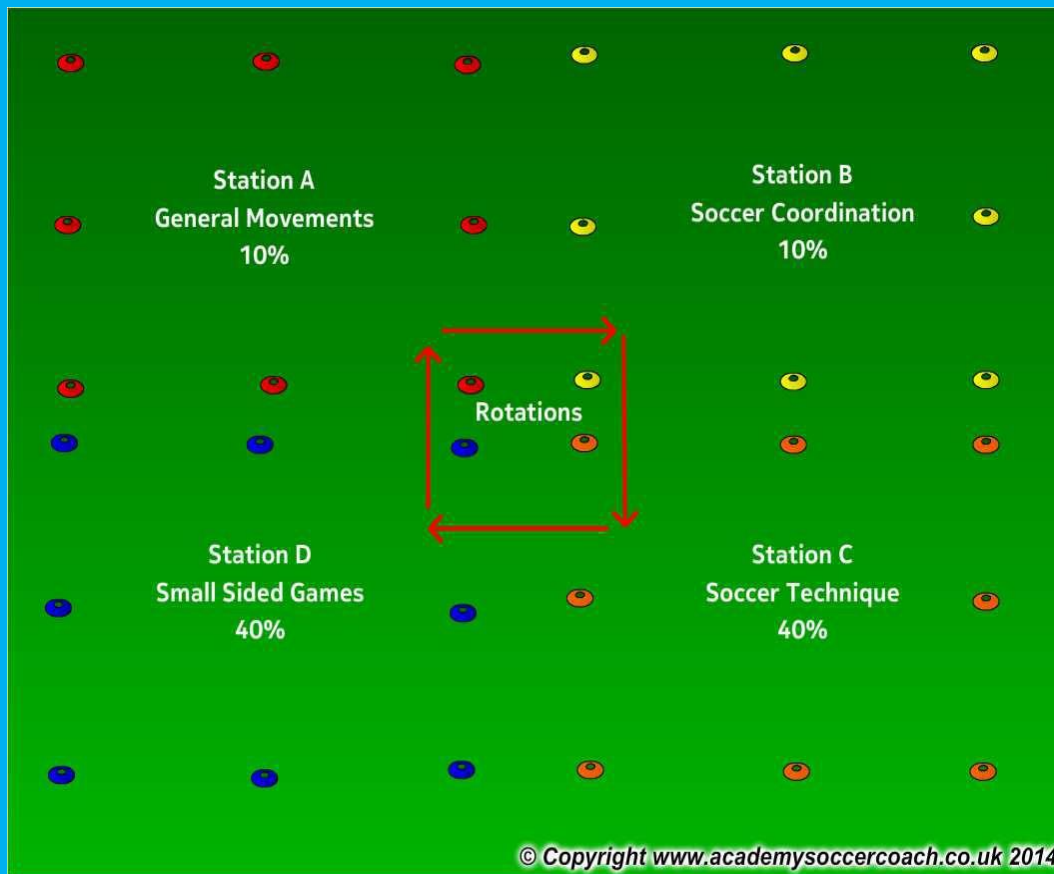 Station A
General Movements
10%
Station B
Soccer Coordination
10%
Rotations
Station D
Small Sided Games
40%
Station C
Soccer Technique
40%
© Copyright www.academysoccercoach.co.uk 2014